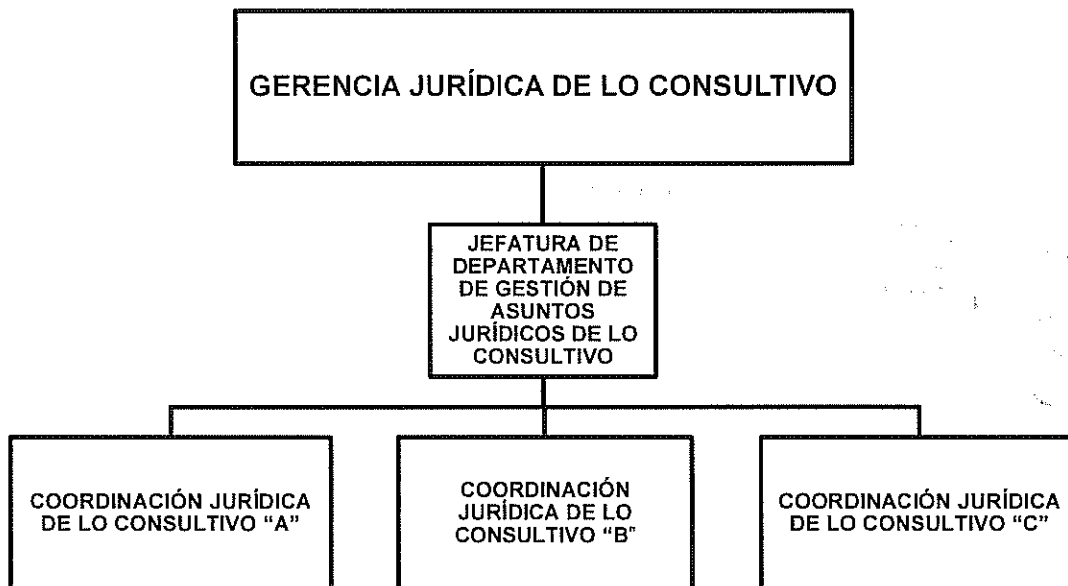 GERENCIA JURÍDICA DE LO CONSULTIVO
JEFATURA DE
DEPARTAMENTO
DE GESTIÓN DE
ASUNTOS
JURÍDICOS DE LO
CONSULTIVO
COORDINACIÓN JURÍDICA
DE LO CONSULTIVO “A”
COORDINACIÓN
JURÍDICA DE LO
CONSULTIVO “B”
COORDINACIÓN JURÍDICA
DE LO CONSULTIVO “C”